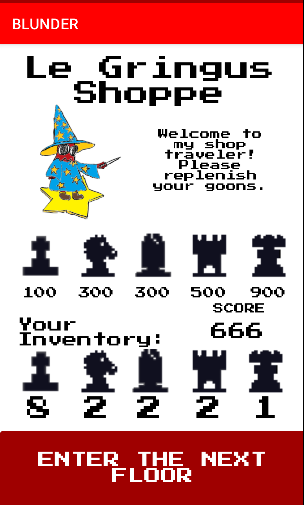 BLUNDER
Le Gringus
Shoppe
Welcome to
my shop
traveler!
Please
replenish
your goons.
100 300 300 500 900
SCORE
666
Your
Inventory:
8 2 2 2 1
ENTER THE NEXT
FLOOR